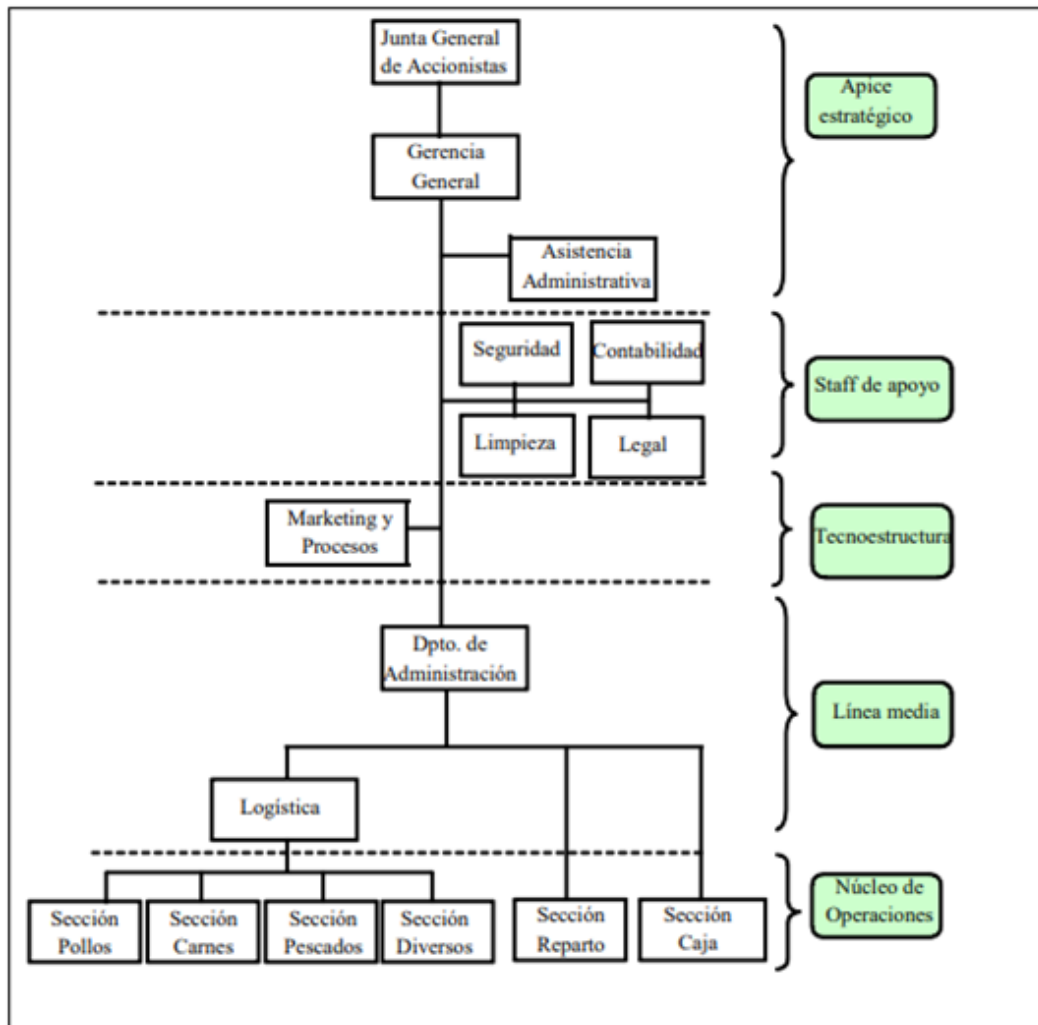 Junta General
de Accionistas
Apice
estratégico
Gerencia
General
Asistencia
Administrativa
Seguridad
Contabilidad
Staff de apoyo
Limpieza
Legal
Marketing y
Procesos
Tecnoestructura
Dpto. de
Administración
Línea media
Logística
Núcleo de
Operaciones
Sección
Pollos
Sección
Carnes
Sección
Pescados
Sección
Diversos
Sección
Reparto
Sección
Caja